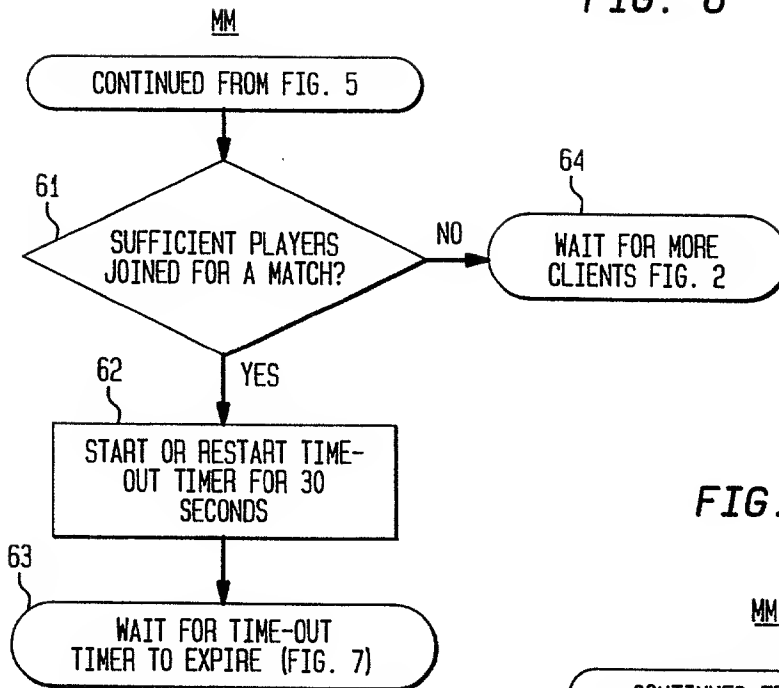 FIG. 6
MM
CONTINUED FROM FIG. 5
61
SUFFICIENT PLAYERS
JOINED FOR A MATCH?
NO
64
WAIT FOR MORE
CLIENTS FIG. 2
YES
62
START OR RESTART TIME-
OUT TIMER FOR 30
SECONDS
63
WAIT FOR TIME-OUT
TIMER TO EXPIRE (FIG. 7)
FIG.
MM